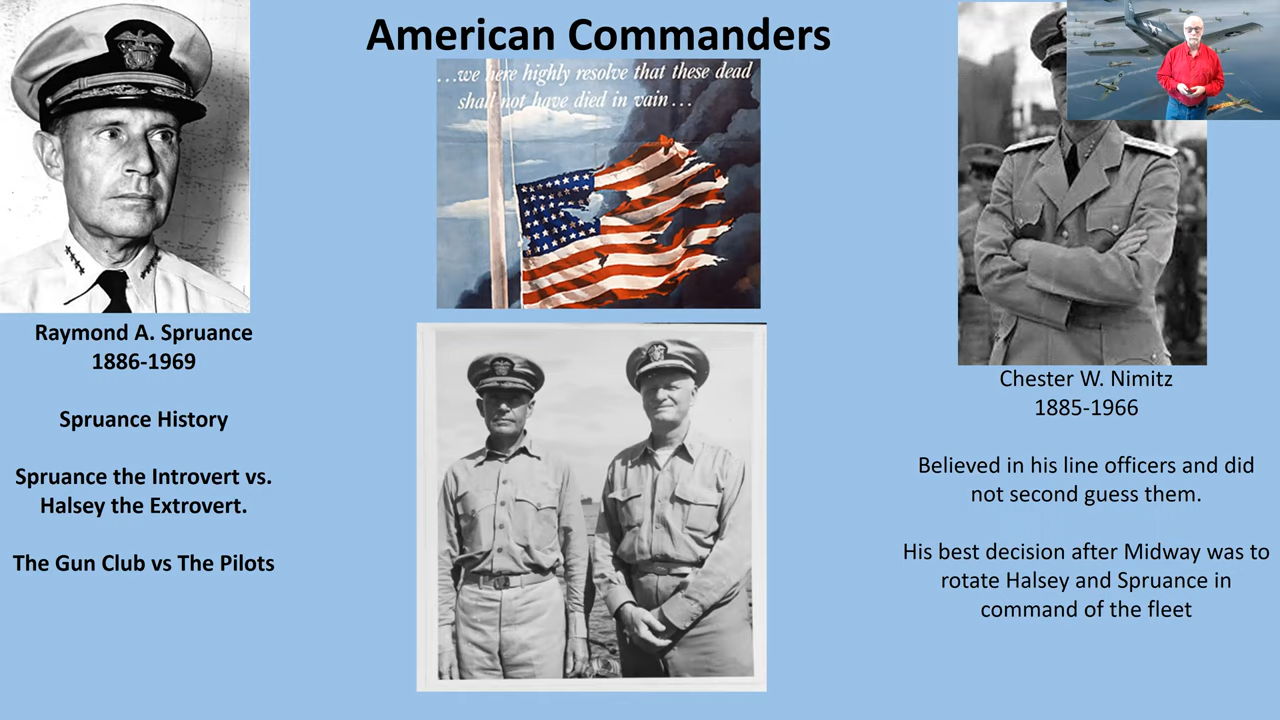 American Commanders
...we here highly resolve that these dead
shall not have died in vain...
Raymond A. Spruance
1886-1969
Spruance History
Spruance the Introvert vs.
Halsey the Extrovert.
The Gun Club vs The Pilots
Chester W. Nimitz
1885-1966
Believed in his line officers and did
not second guess them.
His best decision after Midway was to
rotate Halsey and Spruance in
command of the fleet